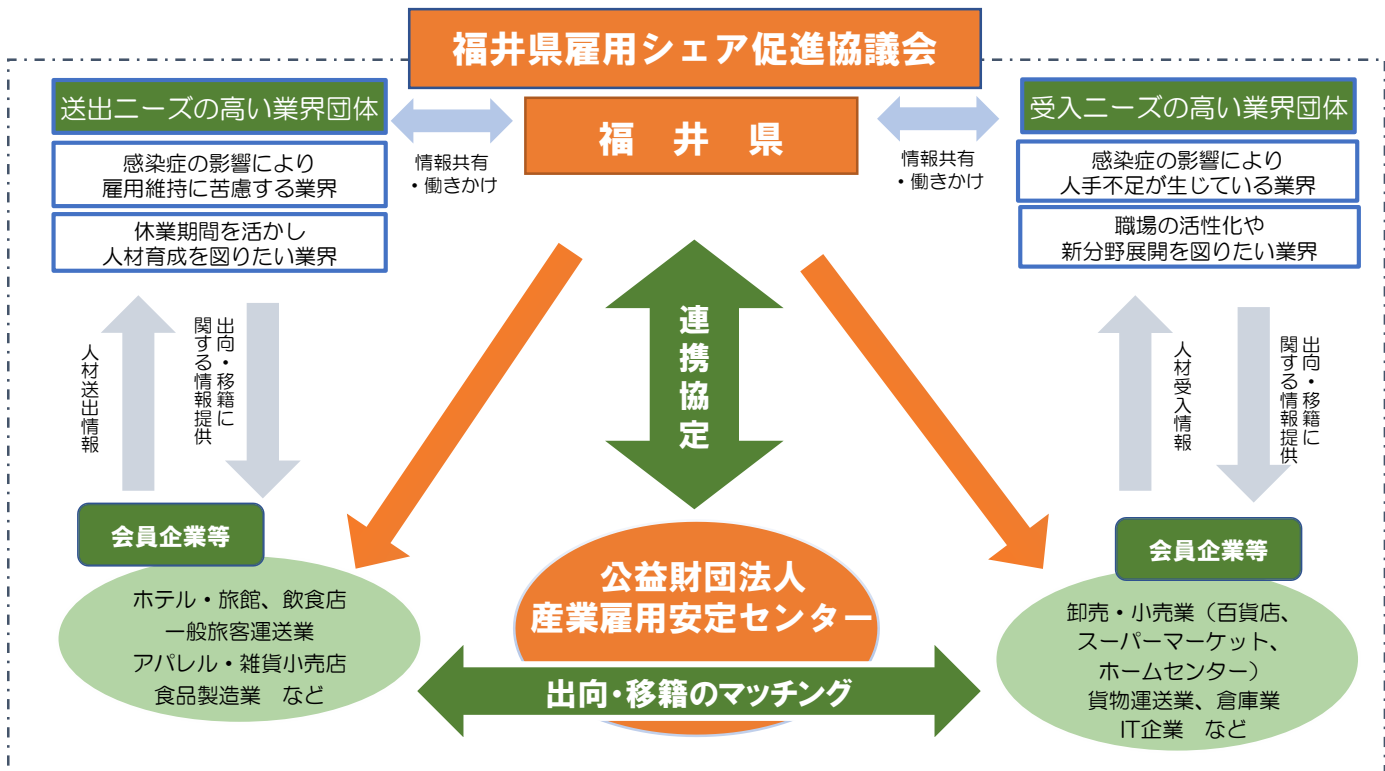 福井県雇用シェア促進協議会
送出ニーズの高い業界団体
感染症の影響により
雇用維持に苦慮する業界
休業期間を活かし
人材育成を図りたい業界
情報共有
・働きかけ
福　井　県
情報共有
・働きかけ
受入ニーズの高い業界団体
感染症の影響により
人手不足が生じている業界
職場の活性化や
新分野展開を図りたい業界
人材送出情報
出向・移籍に
関する情報提供
連携協定
人材受入情報
出向・移籍に
関する情報提供
会員企業等
ホテル・旅館、飲食店
一般旅客運送業
アパレル・雑貨小売店
食品製造業　など
公益財団法人
産業雇用安定センター
出向・移籍のマッチング
会員企業等
卸売・小売業（百貨店、
スーパーマーケット、
ホームセンター）
貨物運送業、倉庫業
IT企業　など